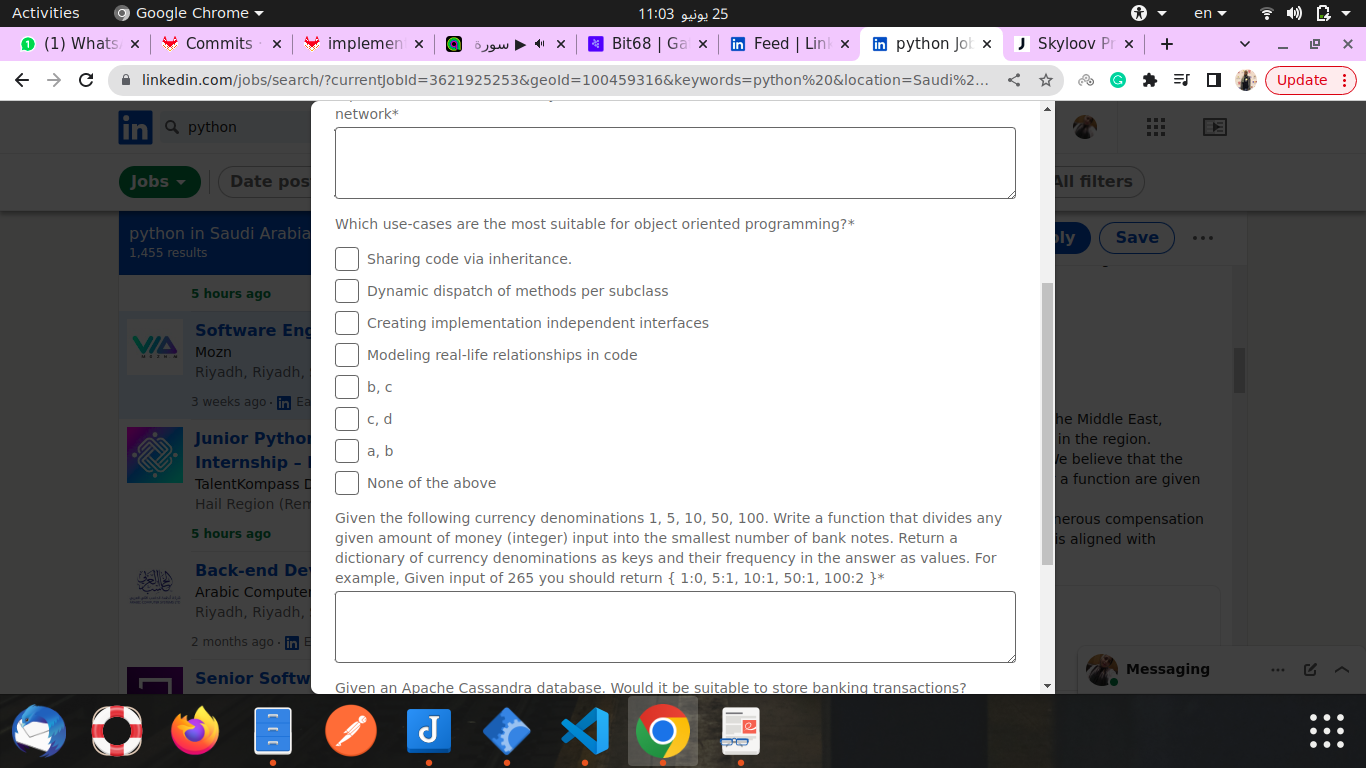 Activities
Google Chrome
25 يونيو 11:03
en
(1) Whats
Commits
implemen
سورة
Bit68 | Ga
Feed | Lin
python Jo
Skyloov Pr
linkedin.com/jobs/search/?currentJobId=3621925253&geoId=100459316&keywords=python%20&location=Saudi%2...
Update
python
Jobs
Date pos
All filters
python in Saudi Arabia
1,455 results
ply
Save
5 hours ago
Software Eng
Mozn
Riyadh, Riyadh,
3 weeks ago · in Ea
Junior Pytho
Internship –
TalentKompass D
Hail Region (Rem
5 hours ago
Back-end De
Arabic Computer
Riyadh, Riyadh,
2 months ago · in E
Senior Softw
network*
Which use-cases are the most suitable for object oriented programming?*
Sharing code via inheritance.
Dynamic dispatch of methods per subclass
Creating implementation independent interfaces
Modeling real-life relationships in code
b, c
c, d
a, b
None of the above
Given the following currency denominations 1, 5, 10, 50, 100. Write a function that divides any
given amount of money (integer) input into the smallest number of bank notes. Return a
dictionary of currency denominations as keys and their frequency in the answer as values. For
example, Given input of 265 you should return { 1:0, 5:1, 10:1, 50:1, 100:2 }*
Given an Apache Cassandra database. Would it be suitable to store banking transactions?
he Middle East,
in the region.
Ve believe that the
a function are given
nerous compensation
is aligned with
Messaging